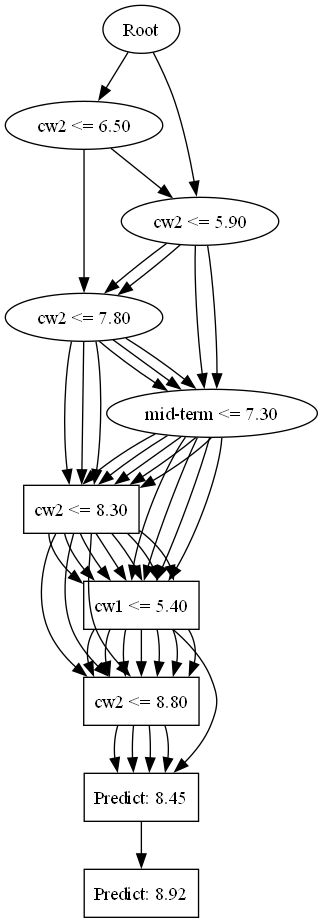 Root
cw2 <= 6.50
cw2 <= 5.90
cw2 <= 7.80
mid-term <= 7.30
cw2 <= 8.30
cw1 <= 5.40
cw2 <= 8.80
Predict: 8.45
Predict: 8.92